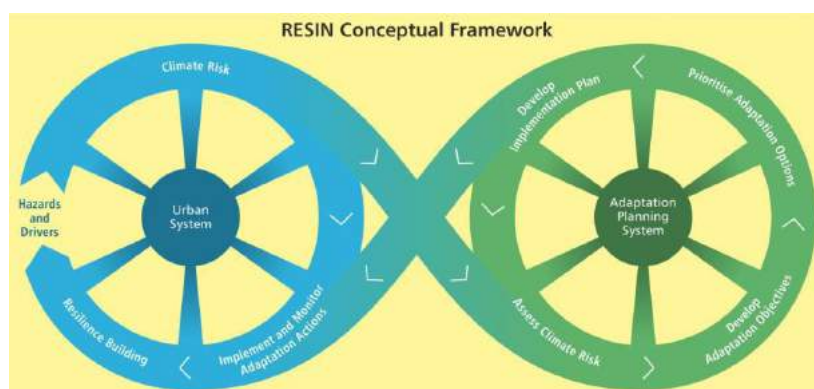 RESIN Conceptual Framework
Climate Risk
Hazards
and
Drivers
Urban
System
Resilience Building
Implement and Monitor
Adaptation Actions
Develop
Implementation Plan
Prioritise Adaptation Options
Adaptation
Planning
System
Assess Climate Risk
Develop
Adaptation Objectives